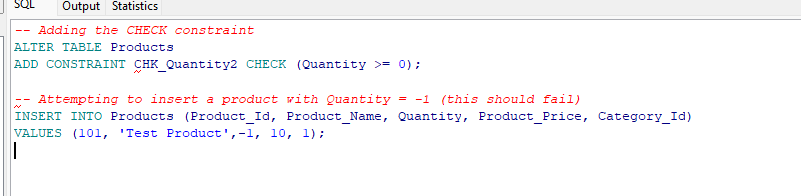 SQL Output Statistics
-- Adding the CHECK constraint
ALTER TABLE Products
ADD CONSTRAINT CHK_Quantity2 CHECK (Quantity >= 0);
-- Attempting to insert a product with Quantity = -1 (this should fail)
INSERT INTO Products (Product_Id, Product_Name, Quantity, Product_Price, Category_Id)
VALUES (101, 'Test Product',-1, 10, 1);